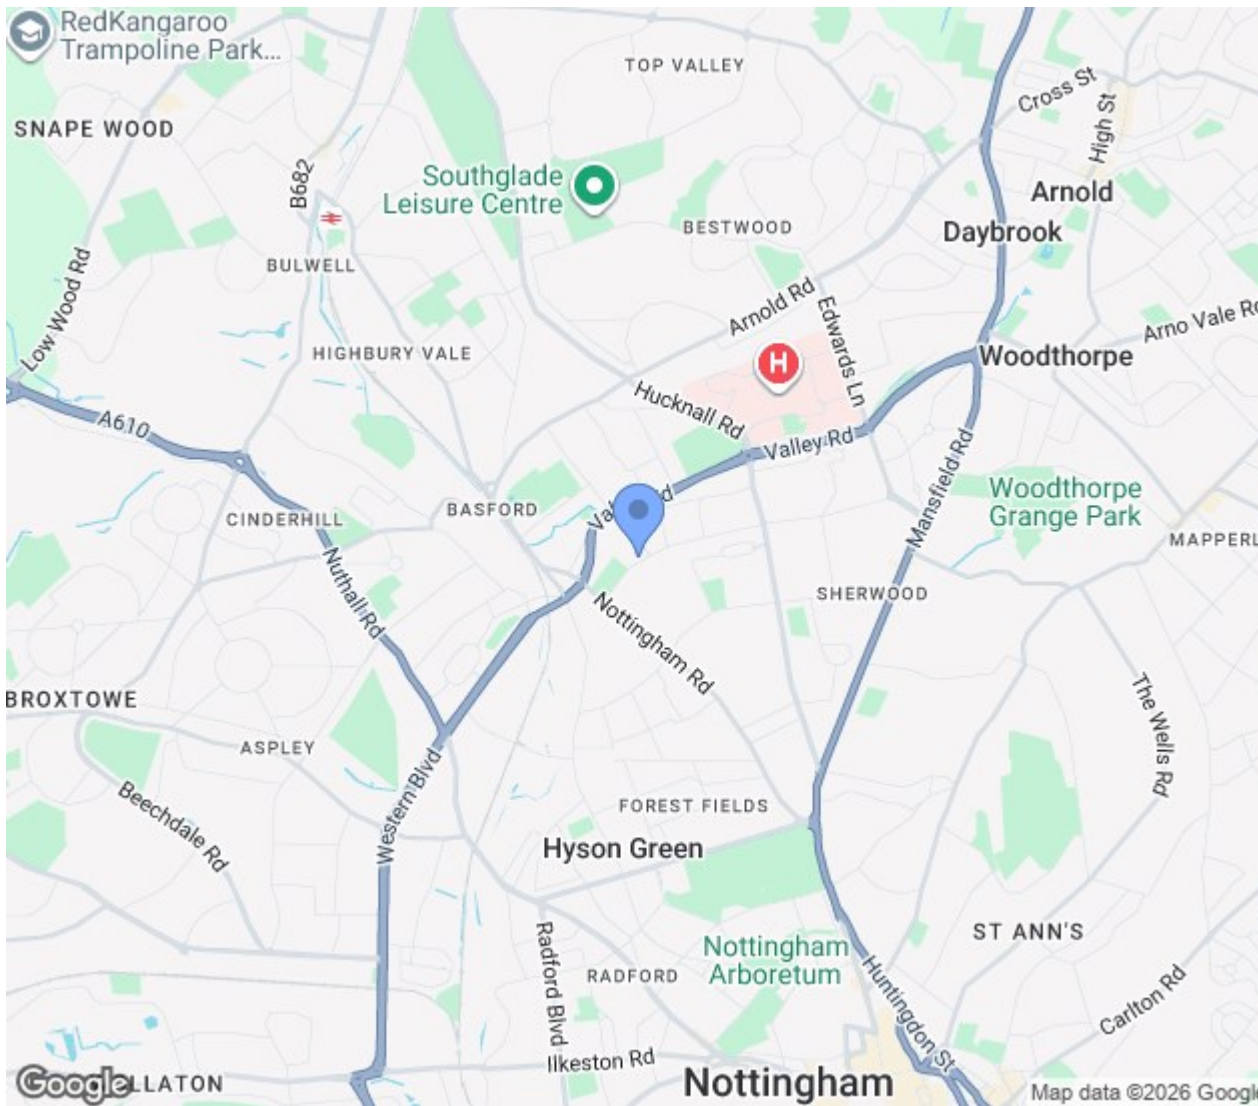 RedKangaroo
Trampoline Park...
TOP VALLEY
Cross St
High St
SNAPE WOOD
B682
Southglade
Leisure Centre
Arnold
BESTWOOD
Daybrook
BULWELL
Low Wood Rd
Arnold Rd
Edwards Ln
Arno Vale Rd
HIGHBURY VALE
H
Woodthorpe
Hucknall Rd
A610
Valley Rd
Mansfield Rd
Woodthorpe
Grange Park
BASFORD
CINDERHILL
MAPPERL
Nuthall Rd
SHERWOOD
Nottingham Rd
BROXTOWE
The Wells Rd
ASPLEY
Western Blvd
Beechdale Rd
FOREST FIELDS
Hyson Green
ST ANN'S
Nottingham
Arboretum
RADFORD
Radford Blvd
Huntingdon St
Carlton Rd
Ilkeston Rd
Google
LLATON
Nottingham
Map data ©2026 Google